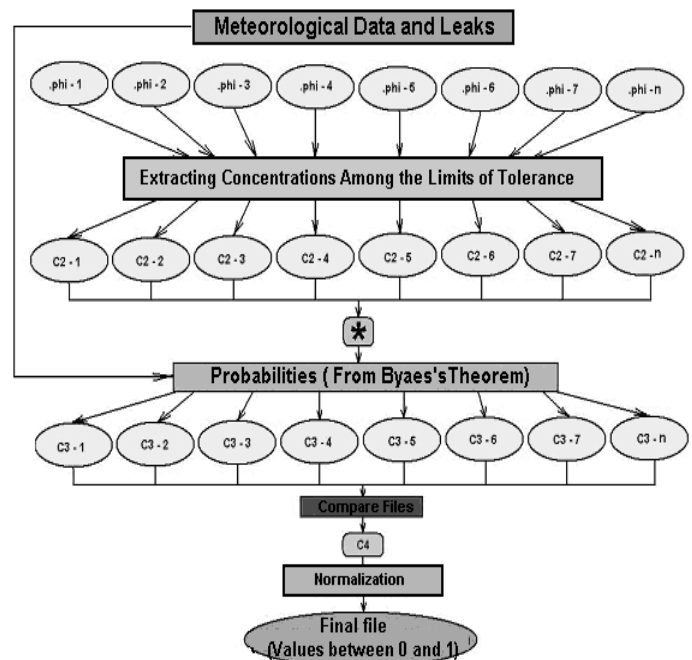 Meteorological Data and Leaks
.phi - 1 .phi - 2 .phi - 3 .phi - 4 .phi - 5 .phi - 6 .phi - 7 .phi - n
Extracting Concentrations Among the Limits of Tolerance
C2 - 1 C2 - 2 C2 - 3 C2 - 4 C2 - 5 C2 - 6 C2 - 7 C2 - n
*
Probabilities ( From Byaes'sTheorem)
C3 - 1 C3 - 2 C3 - 3 C3 - 4 C3 - 5 C3 - 6 C3 - 7 C3 - n
Compare Files
C4
Normalization
Final file
(Values between 0 and 1)